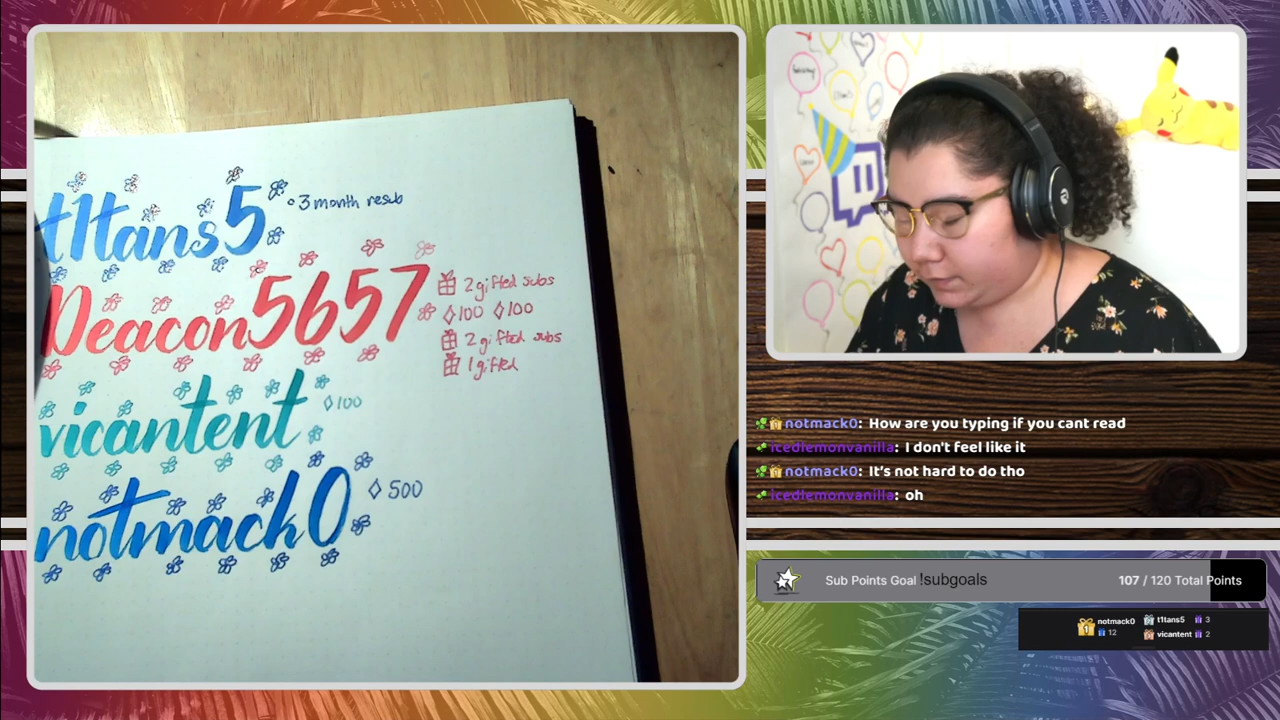 t1tans5 3 month resub
Deacon5657 2 gifted subs
100 100
2 gifted subs
1 gifted
vicantent 100
notmack0 500
notmack0: How are you typing if you cant read
icedlemonvanilla: I don't feel like it
notmack0: It's not hard to do tho
icedlemonvanilla: oh
Sub Points Goal !subgoals 107 / 120 Total Points
1 notmack0 12
t1tans5 3
vicantent 2